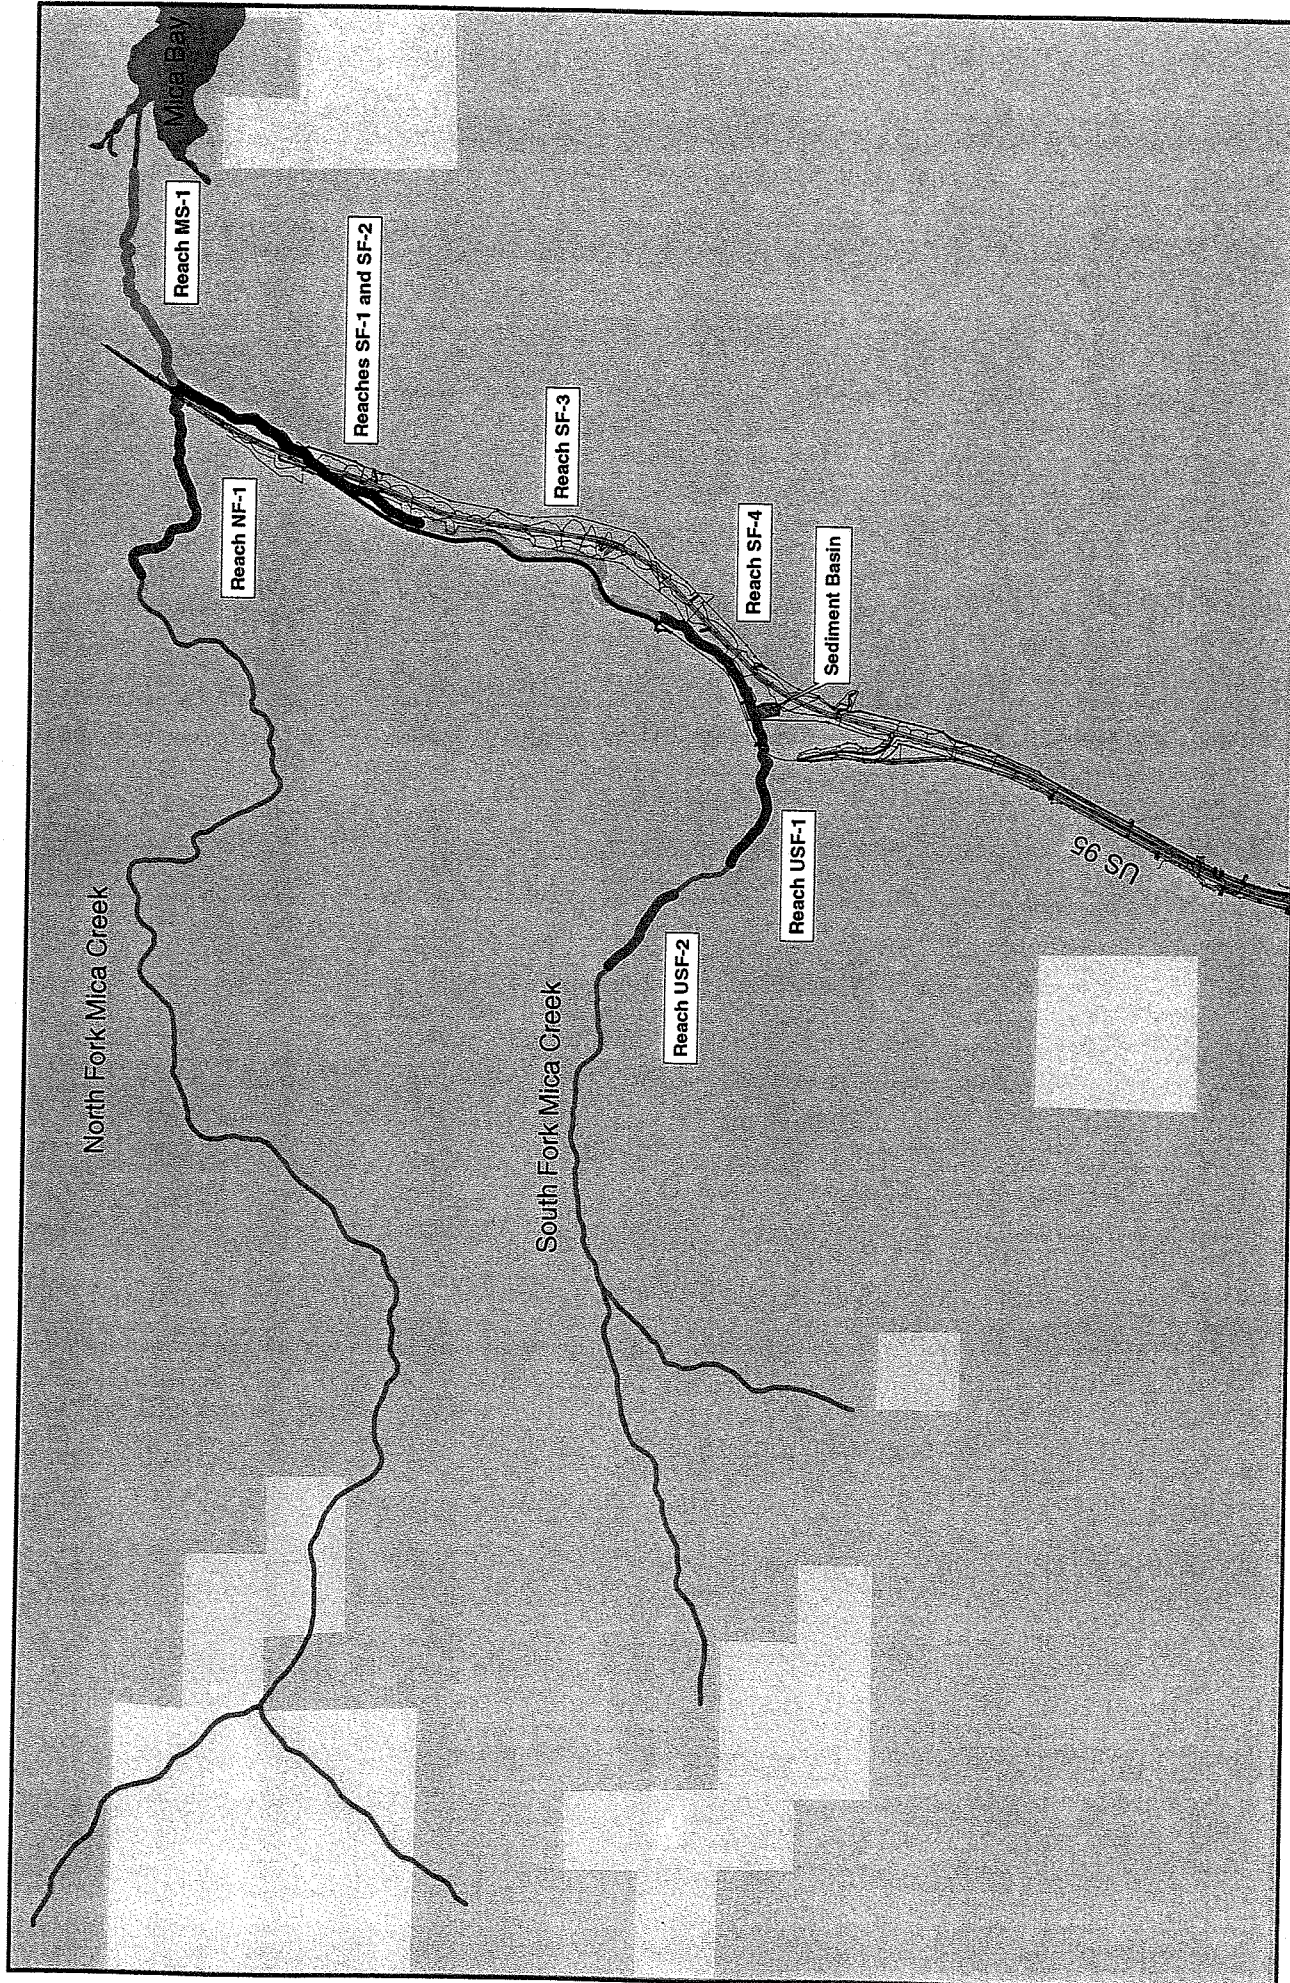 Mica Bay
Reach MS-1
Reaches SF-1 and SF-2
Reach SF-3
Reach NF-1
Reach SF-4
Sediment Basin
US 95
Reach USF-1
Reach USF-2
North Fork Mica Creek
South Fork Mica Creek